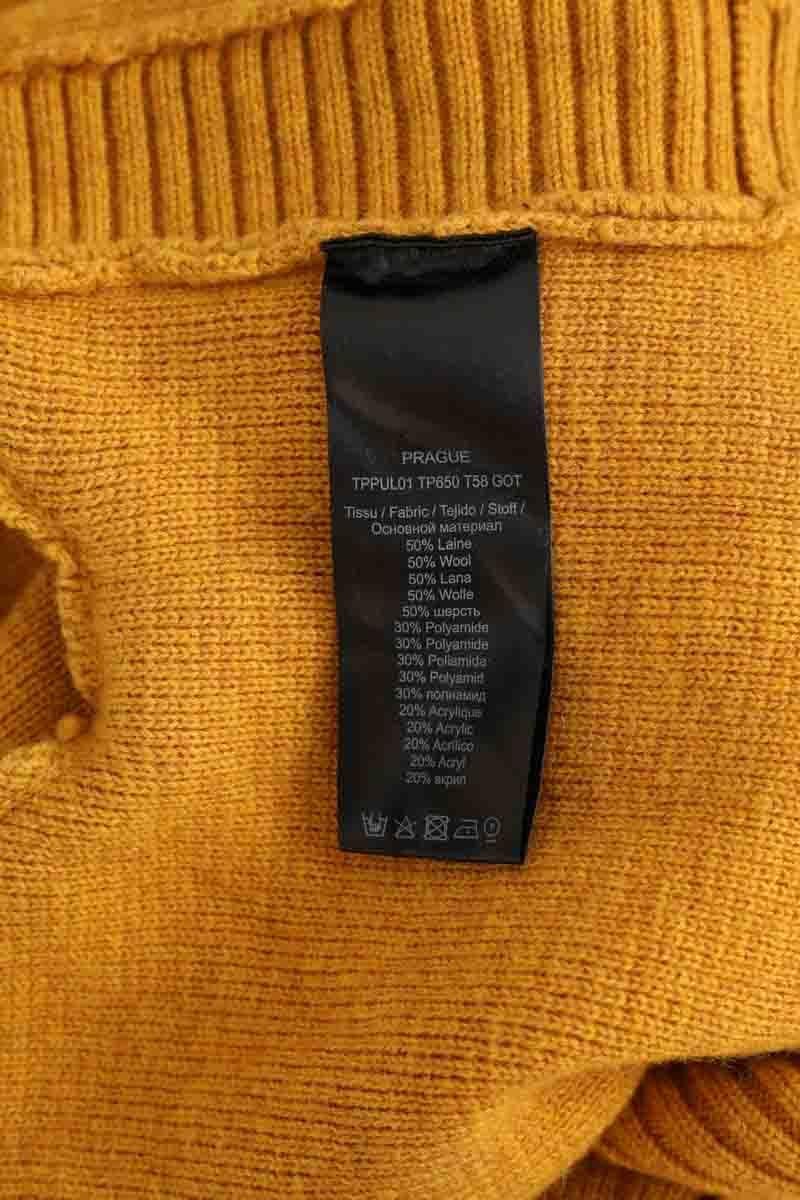 PRAGUE
TPPUL01 TP650 T58 GOT
Tissu / Fabric / Tejido / Stoff /
Основной материал
50% Laine
50% Wool
50% Lana
50% Wolle
50% шерсть
30% Polyamide
30% Polyamide
30% Poliamida
30% Polyamid
30% полиамид
20% Acrylique
20% Acrylic
20% Acrilico
20% Acryl
20% акрил